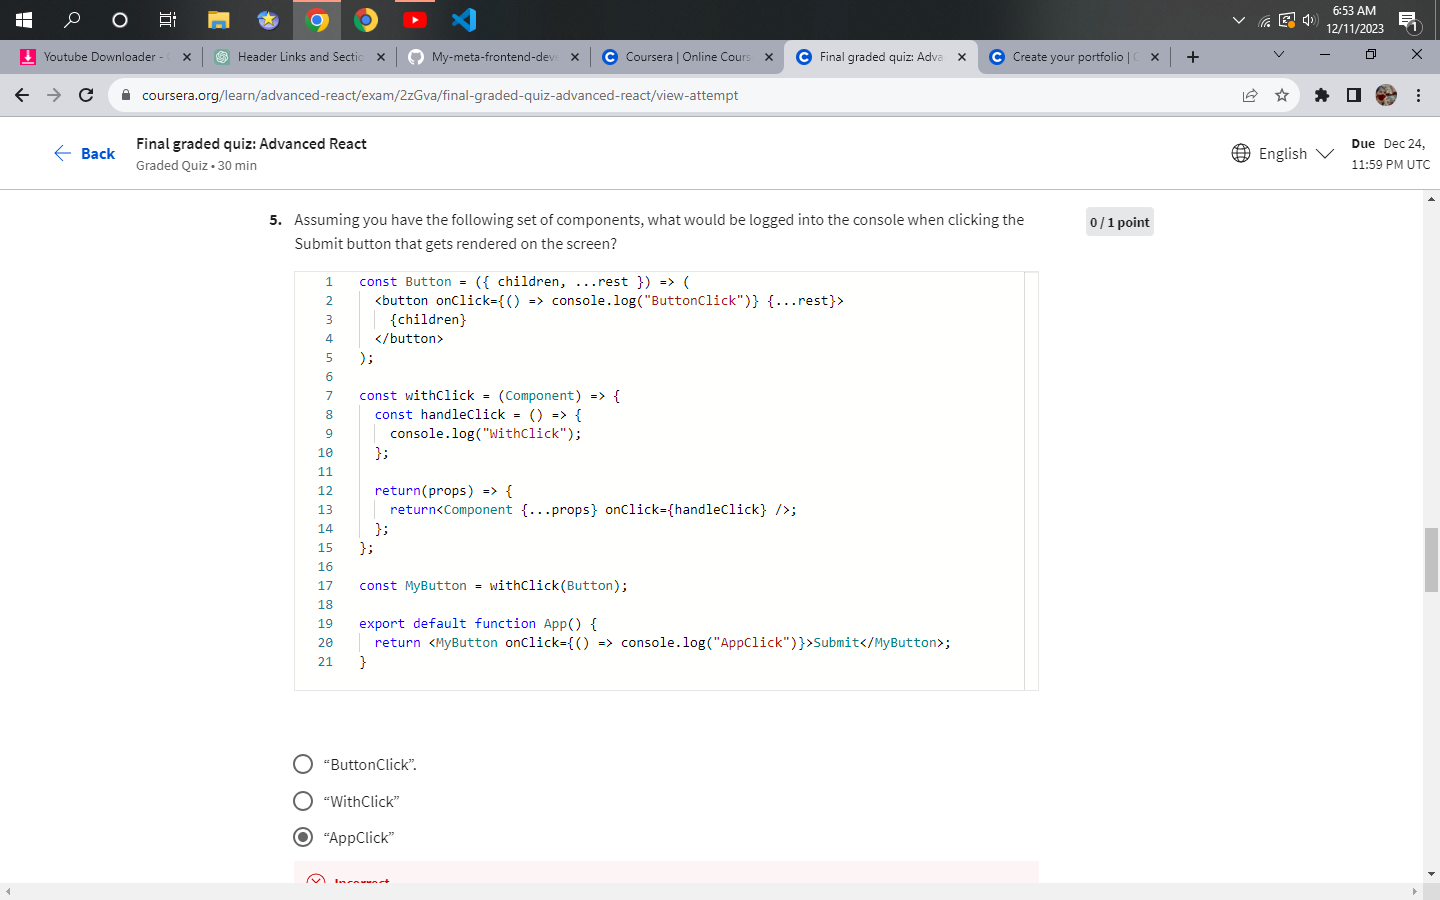 6:53 AM
12/11/2023
1
Youtube Downloader -
Header Links and Sectio
My-meta-frontend-deve
Coursera | Online Cours
Final graded quiz: Adva
Create your portfolio | C
coursera.org/learn/advanced-react/exam/2zGva/final-graded-quiz-advanced-react/view-attempt
Back
Final graded quiz: Advanced React
Graded Quiz • 30 min
English
Due Dec 24,
11:59 PM UTC
5. Assuming you have the following set of components, what would be logged into the console when clicking the
Submit button that gets rendered on the screen?
0 / 1 point
1 const Button = ({ children, ...rest }) => (
2 <button onClick={() => console.log("ButtonClick")} {...rest}>
3 {children}
4 </button>
5 );
6
7 const withClick = (Component) => {
8 const handleClick = () => {
9 console.log("WithClick");
10 };
11
12 return(props) => {
13 return<Component {...props} onClick={handleClick} />;
14 };
15 };
16
17 const MyButton = withClick(Button);
18
19 export default function App() {
20 return <MyButton onClick={() => console.log("AppClick")}>Submit</MyButton>;
21 }
“ButtonClick”.
“WithClick”
“AppClick”
Incorrect